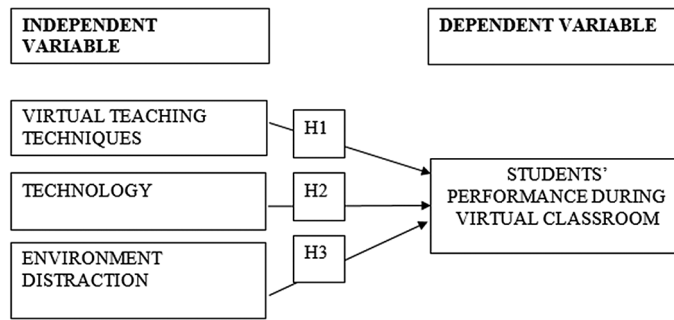 INDEPENDENT
VARIABLE
DEPENDENT VARIABLE
VIRTUAL TEACHING
TECHNIQUES
H1
TECHNOLOGY
H2
ENVIRONMENT
DISTRACTION
H3
STUDENTS’
PERFORMANCE DURING
VIRTUAL CLASSROOM